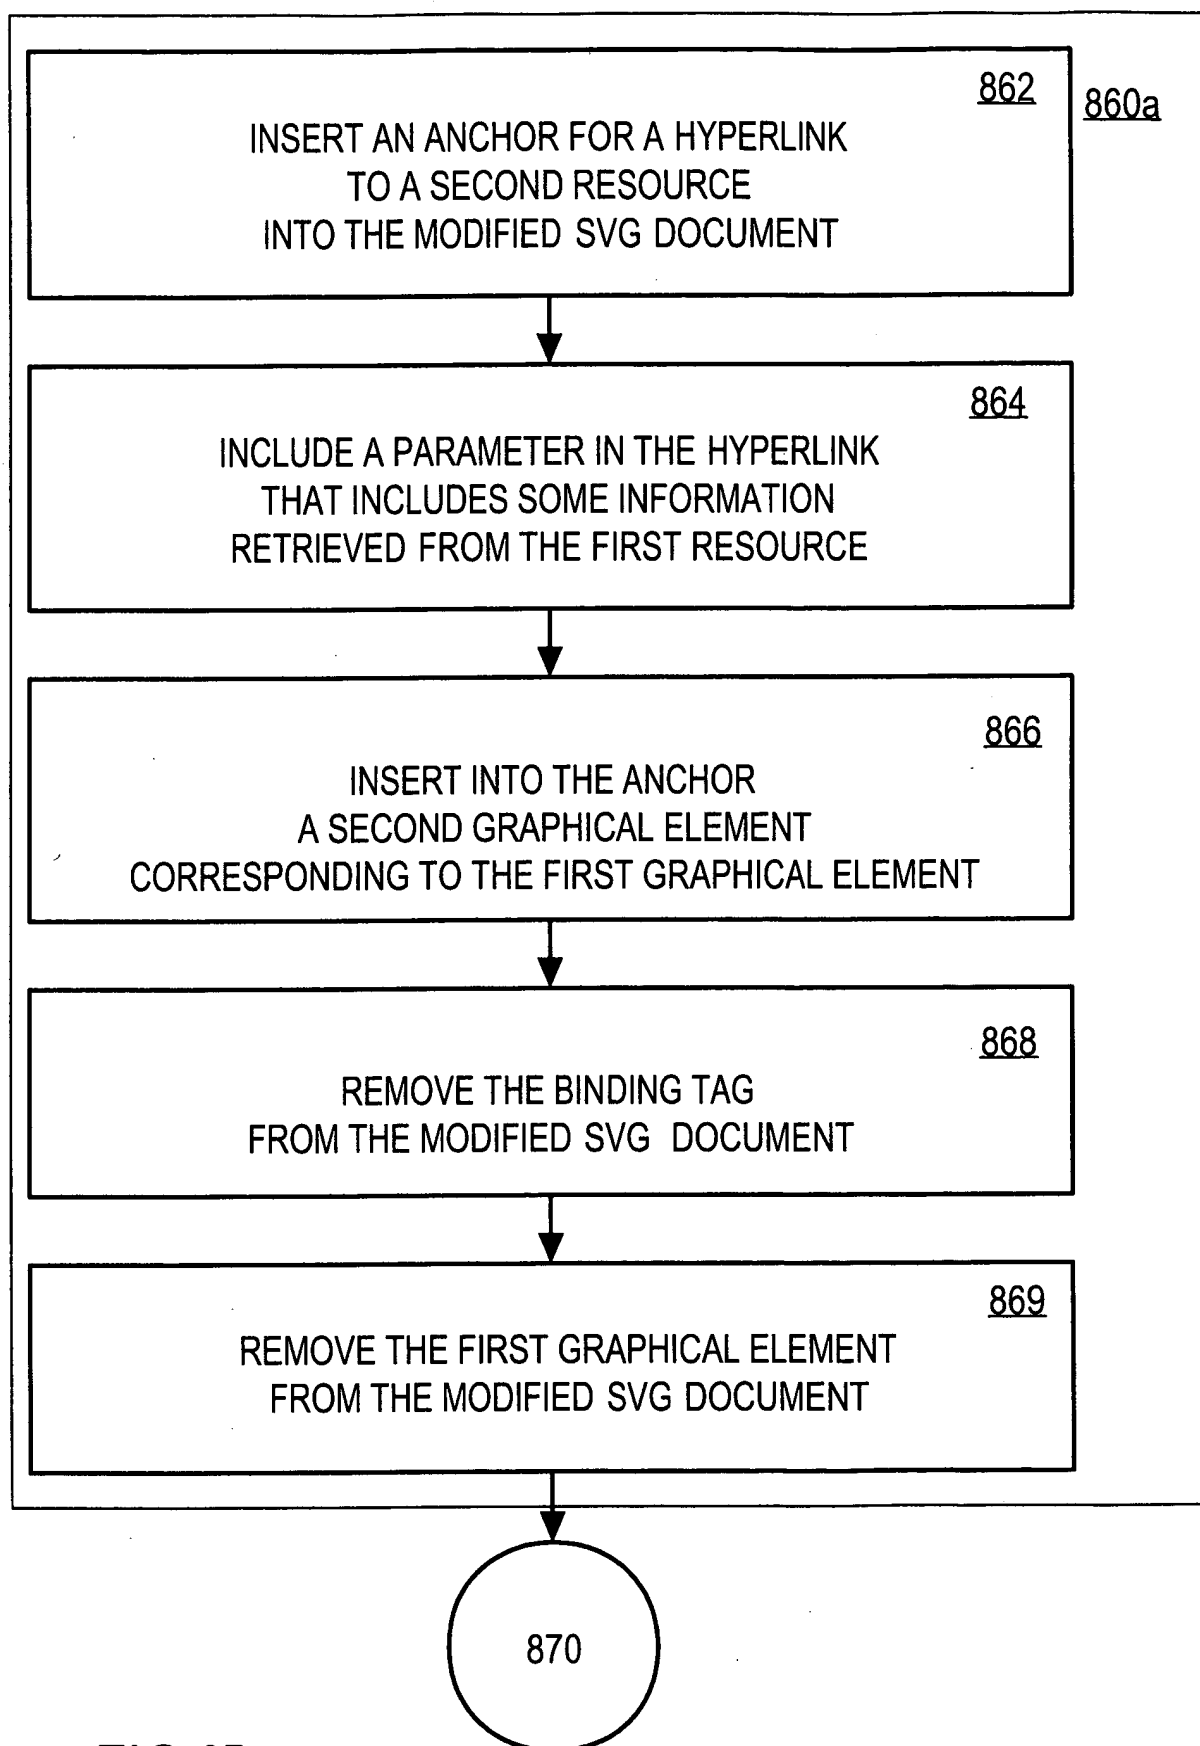 862
860a
INSERT AN ANCHOR FOR A HYPERLINK
TO A SECOND RESOURCE
INTO THE MODIFIED SVG DOCUMENT
864
INCLUDE A PARAMETER IN THE HYPERLINK
THAT INCLUDES SOME INFORMATION
RETRIEVED FROM THE FIRST RESOURCE
866
INSERT INTO THE ANCHOR
A SECOND GRAPHICAL ELEMENT
CORRESPONDING TO THE FIRST GRAPHICAL ELEMENT
868
REMOVE THE BINDING TAG
FROM THE MODIFIED SVG DOCUMENT
869
REMOVE THE FIRST GRAPHICAL ELEMENT
FROM THE MODIFIED SVG DOCUMENT
870